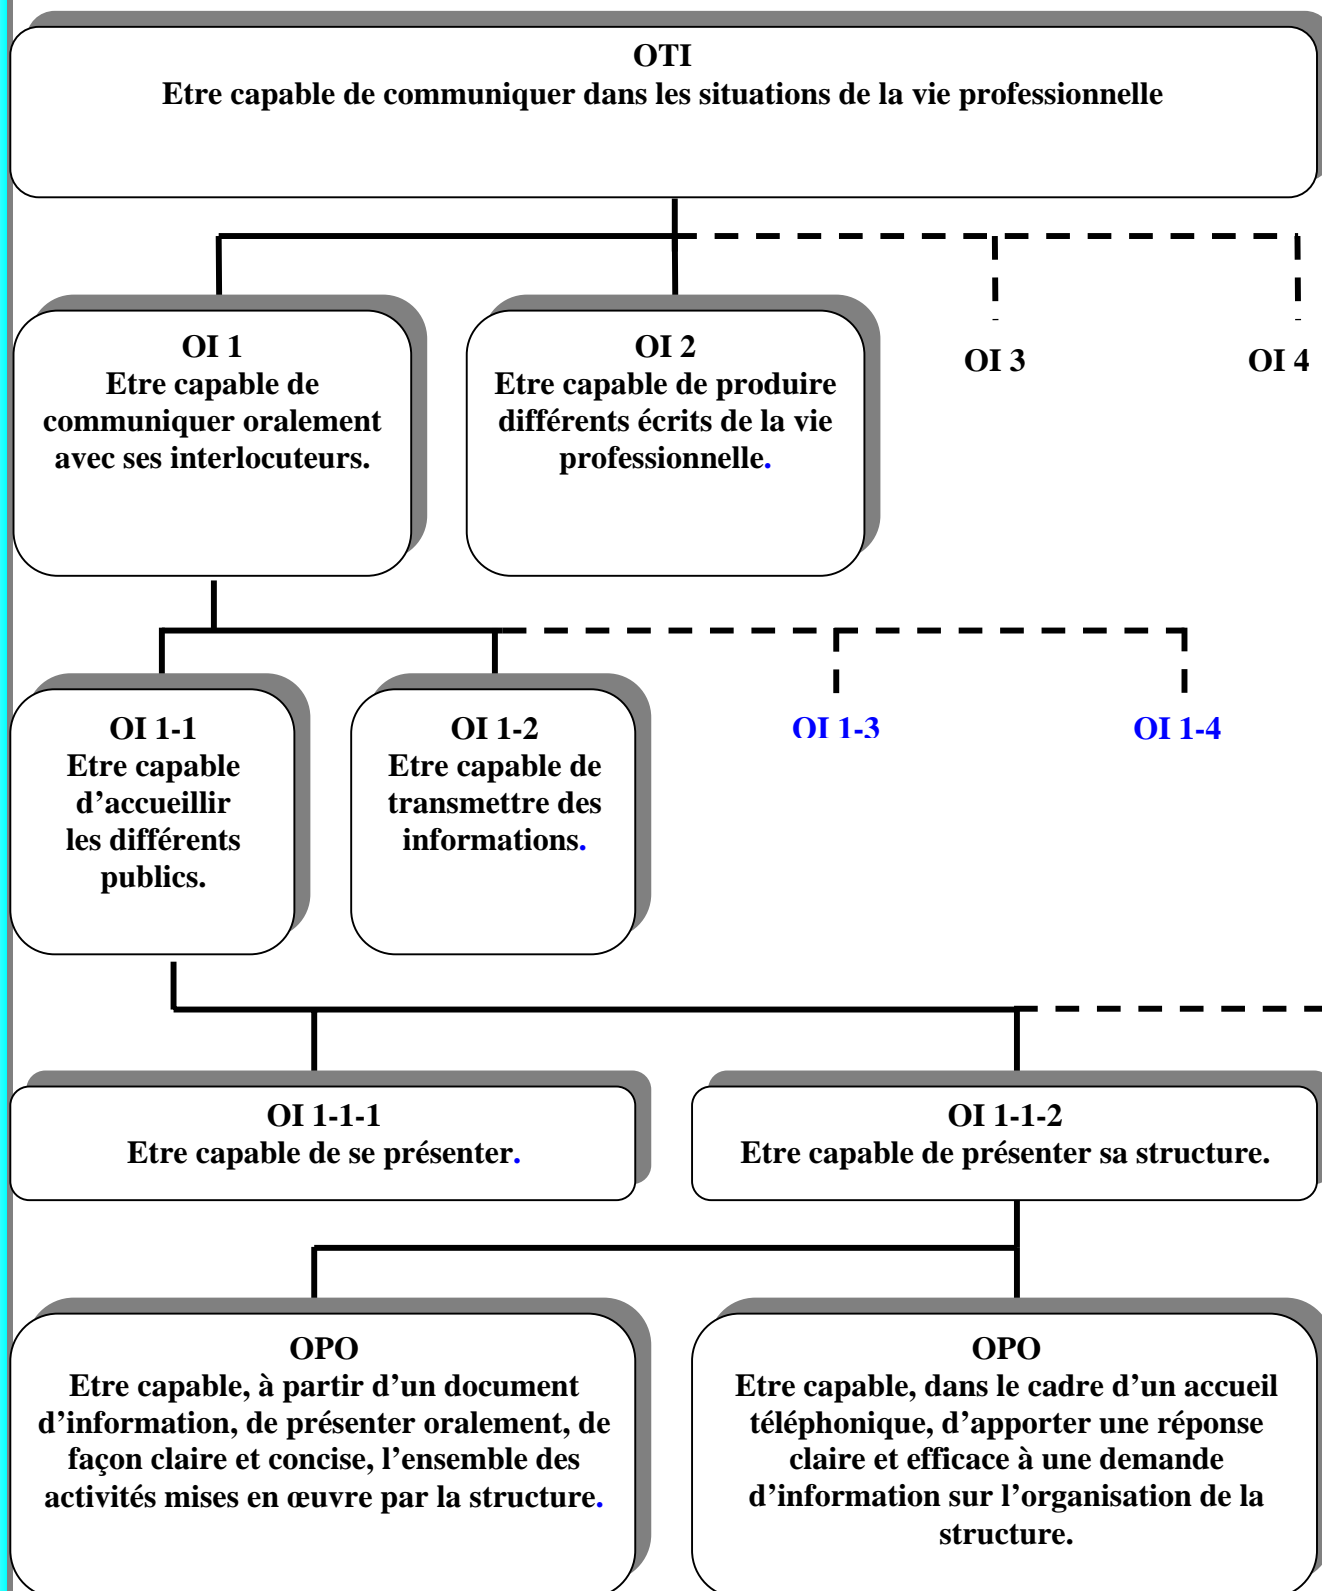 OTI
Etre capable de communiquer dans les situations de la vie professionnelle
OI 1
Etre capable de
communiquer oralement
avec ses interlocuteurs.
OI 2
Etre capable de produire
différents écrits de la vie
professionnelle.
OI 3
OI 4
OI 1-1
Etre capable
d’accueillir
les différents
publics.
OI 1-2
Etre capable de
transmettre des
informations.
OI 1-3
OI 1-4
OI 1-1-1
Etre capable de se présenter.
OI 1-1-2
Etre capable de présenter sa structure.
OPO
Etre capable, à partir d’un document
d’information, de présenter oralement, de
façon claire et concise, l’ensemble des
activités mises en œuvre par la structure.
OPO
Etre capable, dans le cadre d’un accueil
téléphonique, d’apporter une réponse
claire et efficace à une demande
d’information sur l’organisation de la
structure.